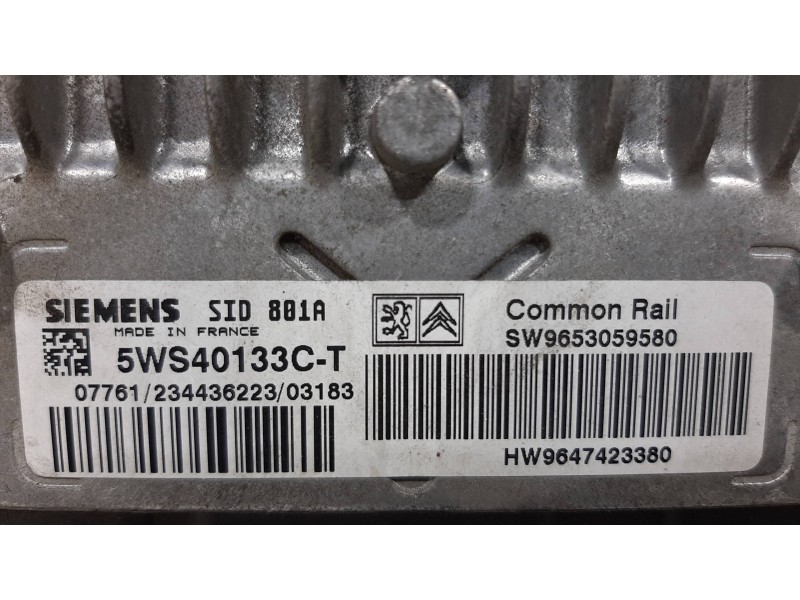 SIEMENS SID 801A
MADE IN FRANCE
5WS40133C-T
07761/234436223/03183
Common Rail
SW9653059580
HW9647423380